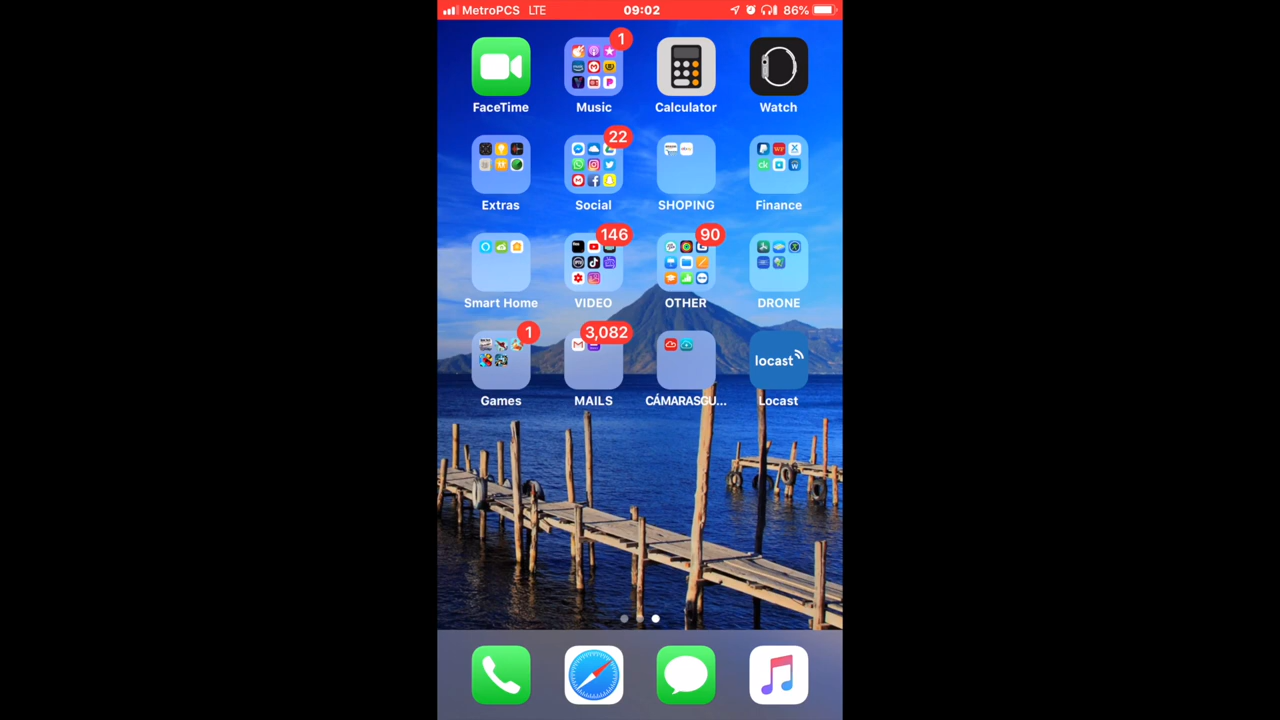 MetroPCS LTE 09:02 86%
1
FaceTime Music Calculator Watch
22
Extras Social SHOPING Finance
146 90
Smart Home VIDEO OTHER DRONE
1 3,082
locast
Games MAILS CÁMARASGU... Locast